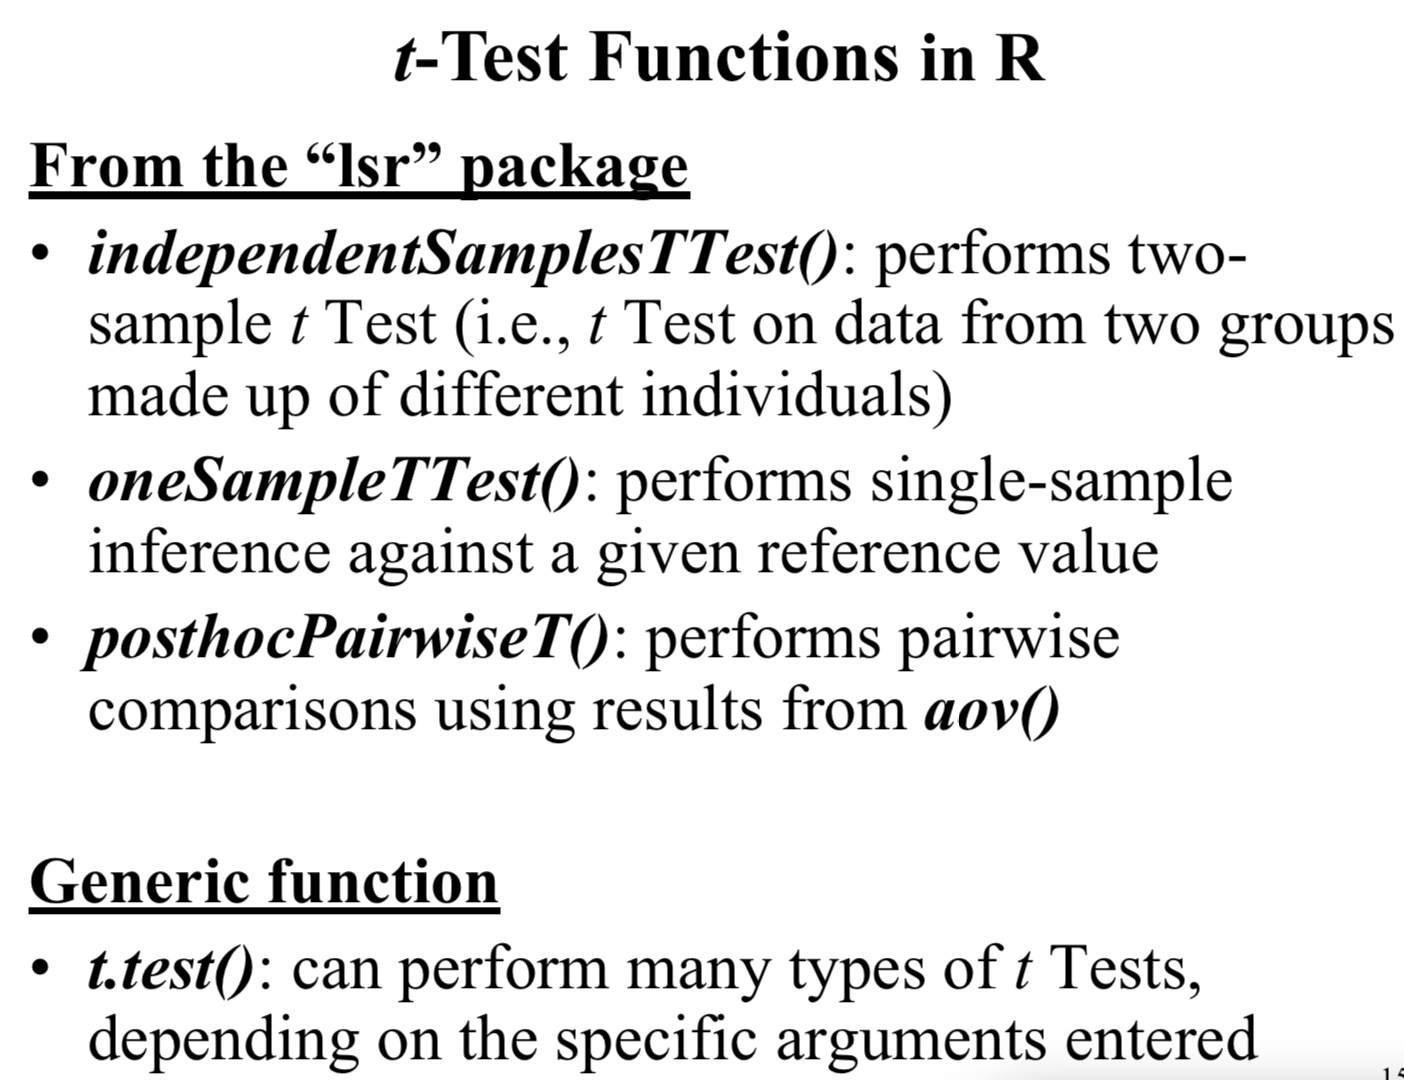 t-Test Functions in R
From the “lsr” package
• independentSamplesTTest(): performs two-
sample t Test (i.e., t Test on data from two groups
made up of different individuals)
• oneSampleTTest(): performs single-sample
inference against a given reference value
• posthocPairwiseT(): performs pairwise
comparisons using results from aov()
Generic function
• t.test(): can perform many types of t Tests,
depending on the specific arguments entered